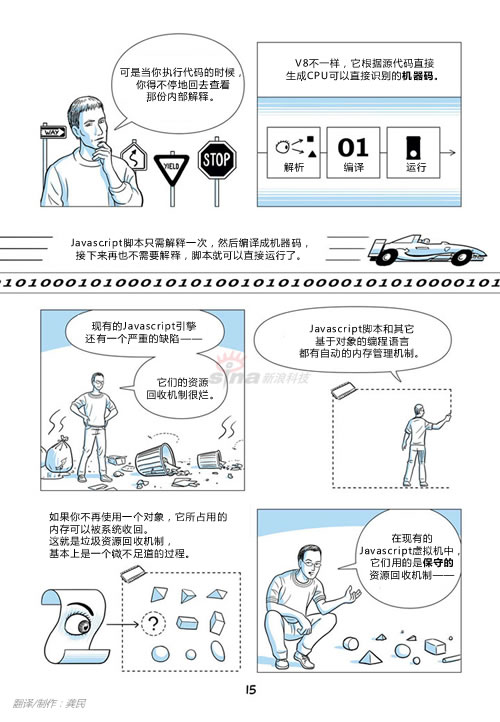 可是当你执行代码的时候，
你得不停地回去查看
那份内部解释。
WAY
YIELD
STOP
V8不一样，它根据源代码直接
生成CPU可以直接识别的机器码。
解析
01
编译
运行
Javascript脚本只需解释一次，然后编译成机器码，
接下来再也不需要解释，脚本就可以直接运行了。
101000101000101010010100101010100001010
现有的Javascript引擎
还有一个严重的缺陷——
它们的资源
回收机制很烂。
sina 新浪科技
Javascript脚本和其它
基于对象的编程语言
都有自动的内存管理机制。
如果你不再使用一个对象，它所占用的
内存可以被系统收回。
这就是垃圾资源回收机制，
基本上是一个微不足道的过程。
?
在现有的
Javascript虚拟机中，
它们用的是保守的
资源回收机制——
15
翻译/制作：龚民